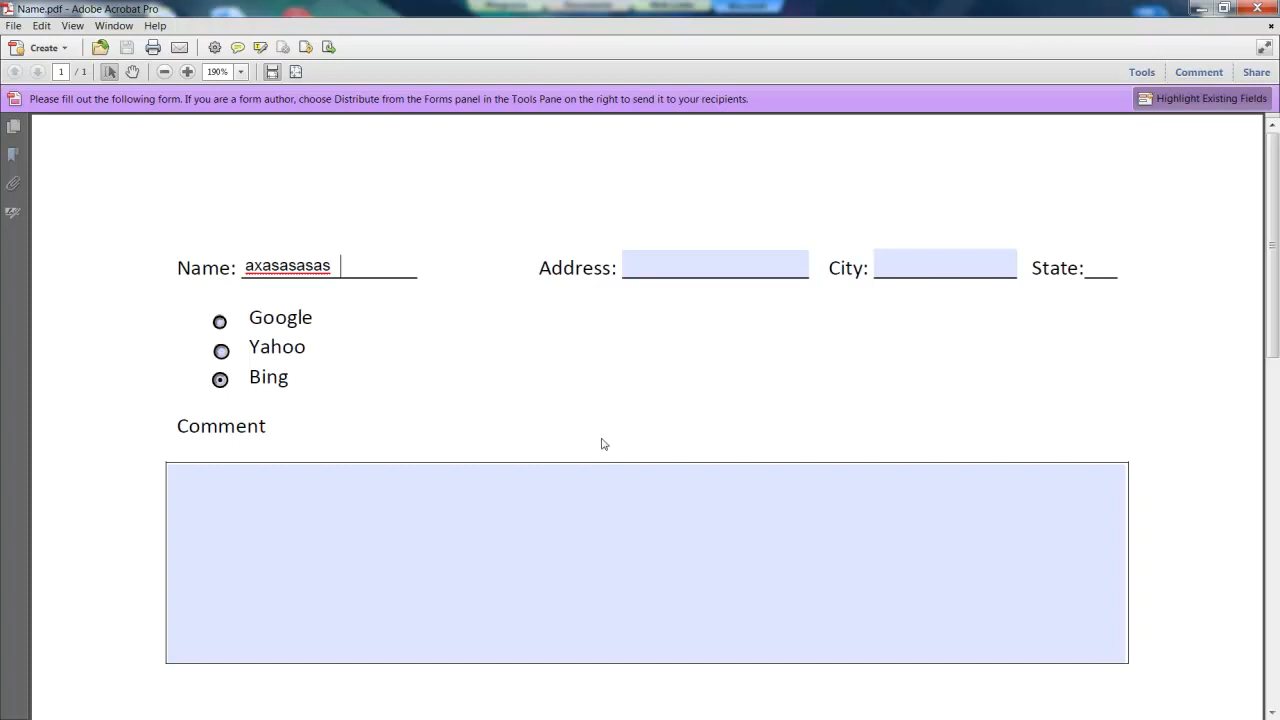 Name.pdf - Adobe Acrobat Pro
File Edit View Window Help
Create
1 / 1 190% Tools Comment Share
Please fill out the following form. If you are a form author, choose Distribute from the Forms panel in the Tools Pane on the right to send it to your recipients. Highlight Existing Fields
Name: axasasasas Address: City: State:
Google
Yahoo
Bing
Comment